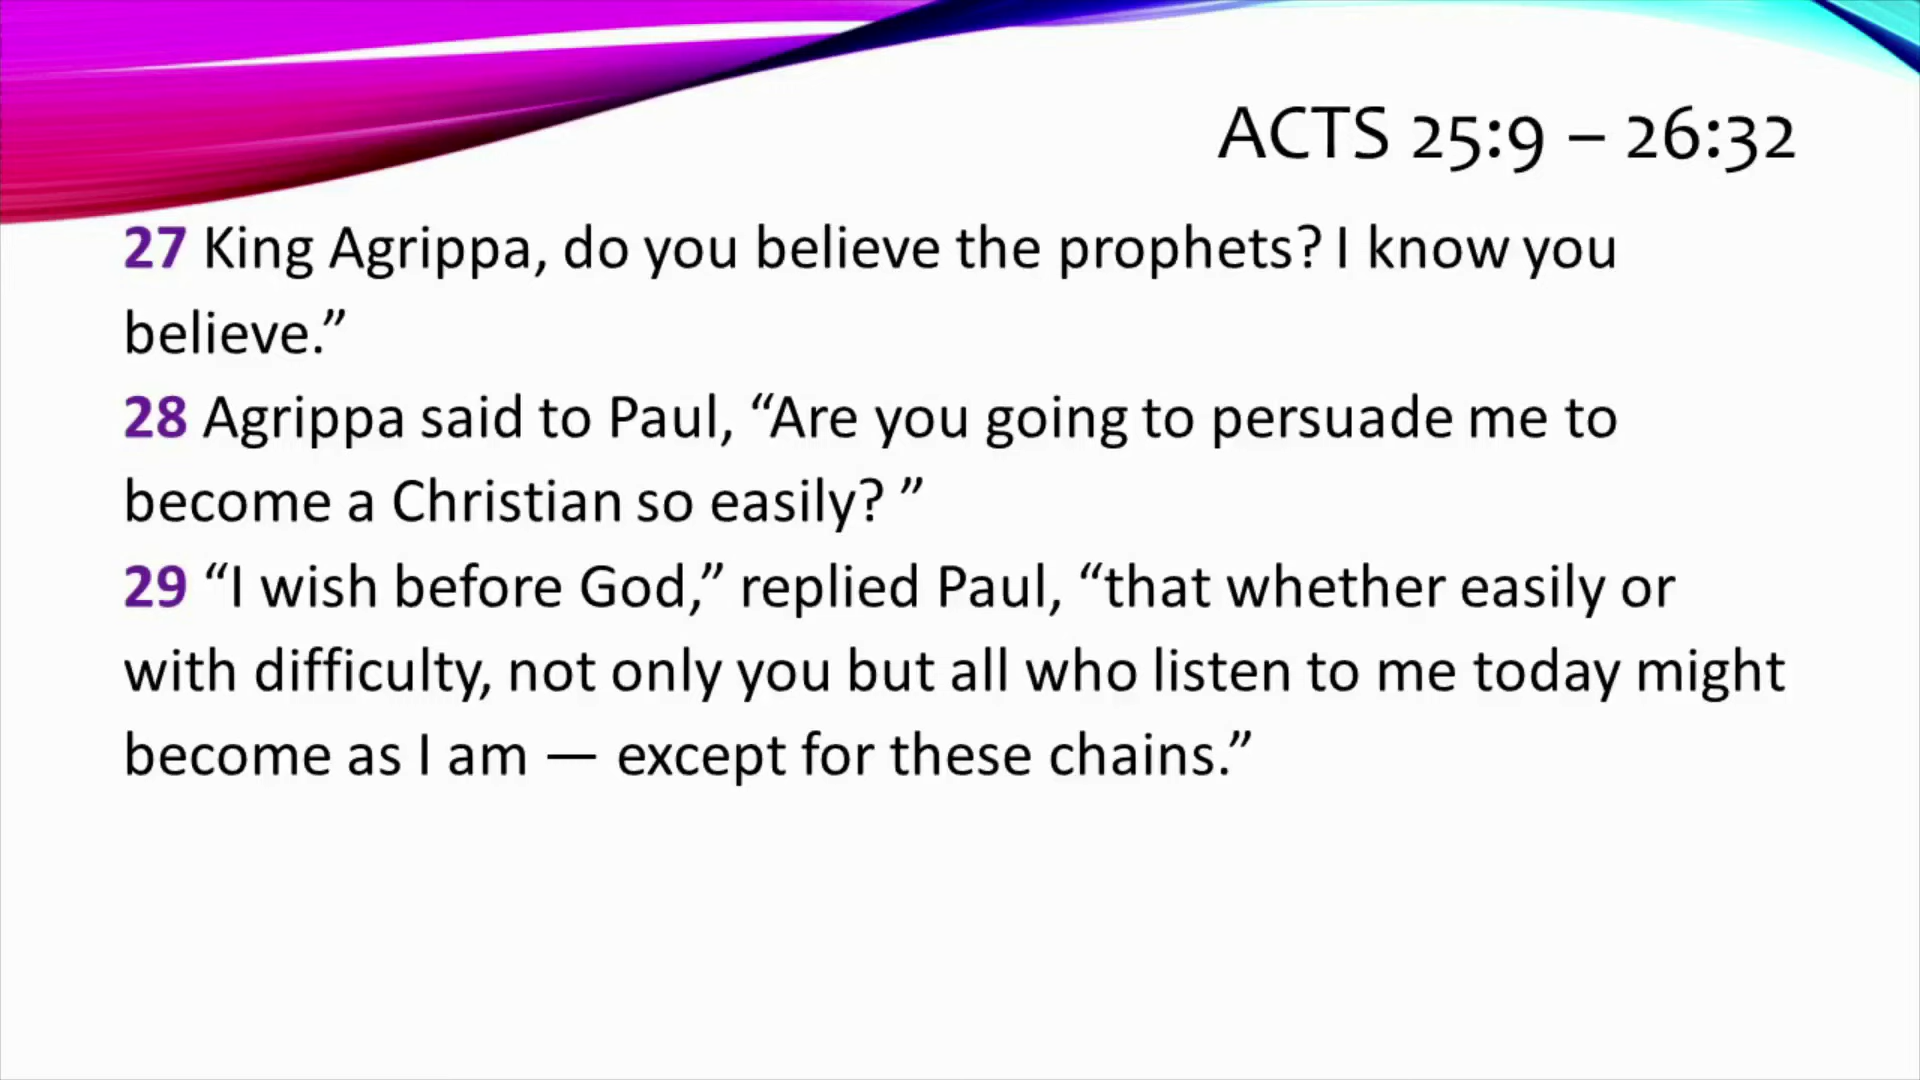 ACTS 25:9 – 26:32
27 King Agrippa, do you believe the prophets? I know you
believe.”
28 Agrippa said to Paul, “Are you going to persuade me to
become a Christian so easily? ”
29 “I wish before God,” replied Paul, “that whether easily or
with difficulty, not only you but all who listen to me today might
become as I am — except for these chains.”